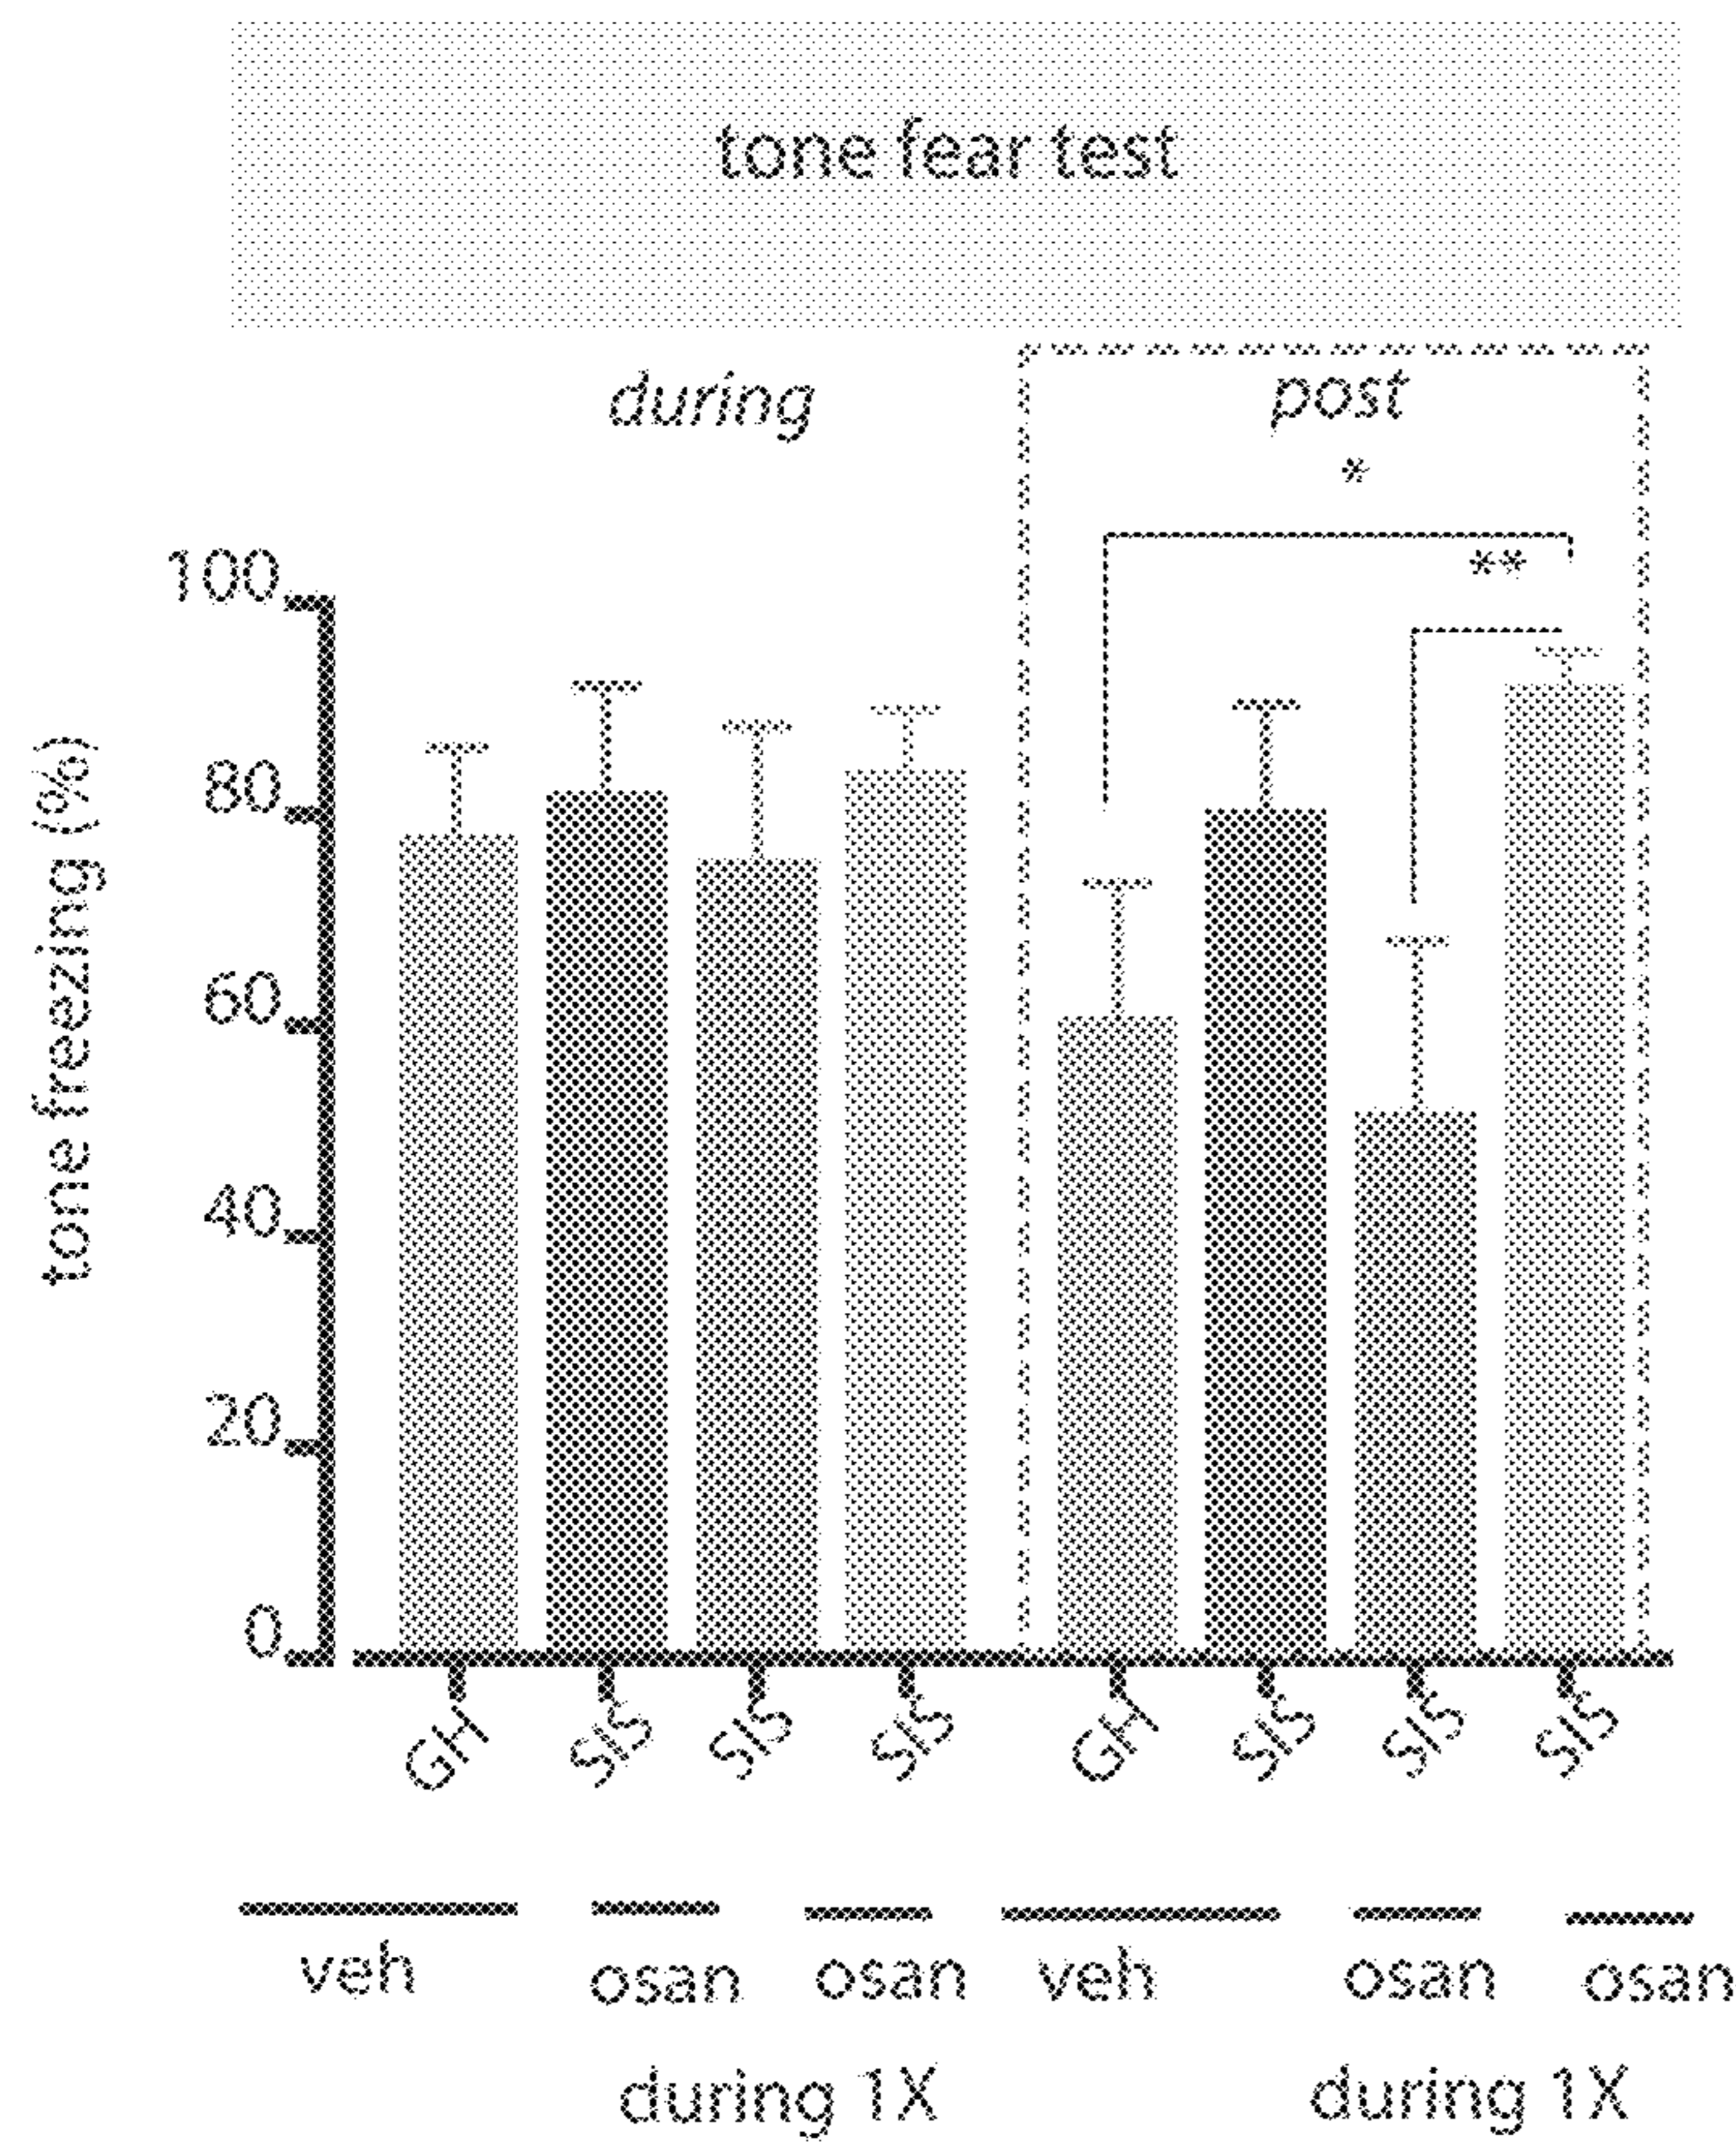 tone fear test
during
post
*
**
tone freezing (%)
100
80
60
40
20
0
GH SIS SIS SIS GH SIS SIS SIS
veh osan osan veh osan osan
during 1X during 1X